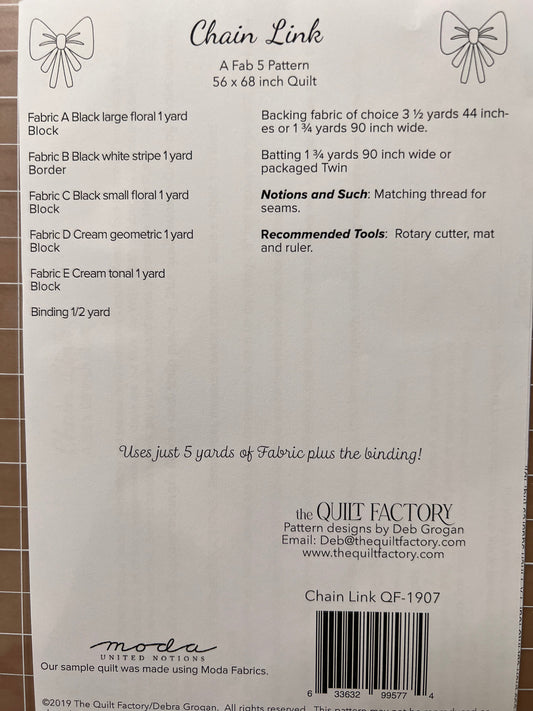 Chain Link
A Fab 5 Pattern
56 x 68 inch Quilt
Fabric A Black large floral 1 yard
Block
Fabric B Black white stripe 1 yard
Border
Fabric C Black small floral 1 yard
Block
Fabric D Cream geometric 1 yard
Block
Fabric E Cream tonal 1 yard
Block
Binding 1/2 yard
Backing fabric of choice 3 ½ yards 44 inch-
es or 1 ¾ yards 90 inch wide.
Batting 1 ¾ yards 90 inch wide or
packaged Twin
Notions and Such: Matching thread for
seams.
Recommended Tools: Rotary cutter, mat
and ruler.
Uses just 5 yards of Fabric plus the binding!
the QUILT FACTORY
Pattern designs by Deb Grogan
Email: Deb@thequiltfactory.com
www.thequiltfactory.com
Chain Link QF-1907
6 33632 99577 4
moda
UNITED NOTIONS
Our sample quilt was made using Moda Fabrics.
©2019 The Quilt Factory/Debra Grogan. All rights reserved. This pattern may not be